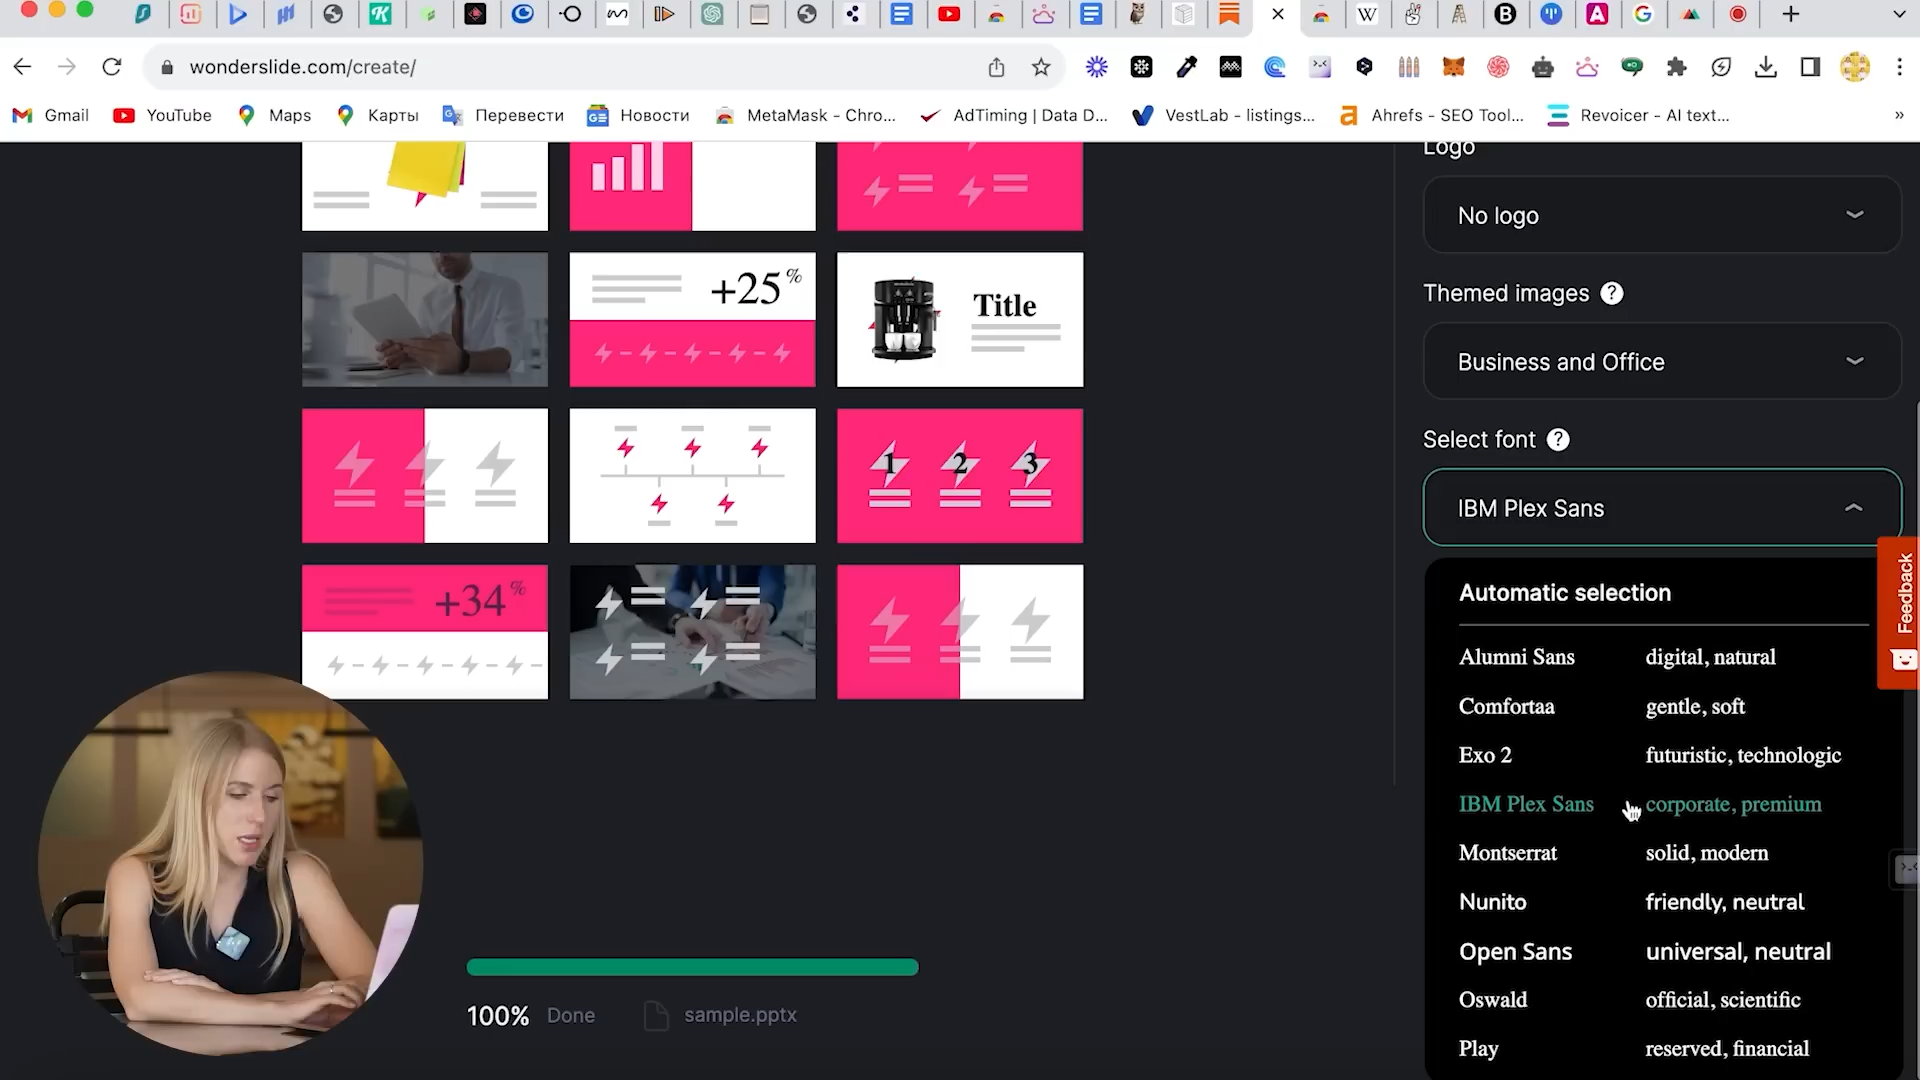 wonderslide.com/create/
Gmail
YouTube
Maps
Карты
Перевести
Новости
MetaMask - Chro...
AdTiming | Data D...
VestLab - listings...
Ahrefs - SEO Tool...
Revoicer - AI text...
»
+25%
Title
1 2 3
+34%
100% Done sample.pptx
Logo
No logo
Themed images ?
Business and Office
Select font ?
IBM Plex Sans
Automatic selection
Alumni Sans digital, natural
Comfortaa gentle, soft
Exo 2 futuristic, technologic
IBM Plex Sans corporate, premium
Montserrat solid, modern
Nunito friendly, neutral
Open Sans universal, neutral
Oswald official, scientific
Play reserved, financial
Feedback